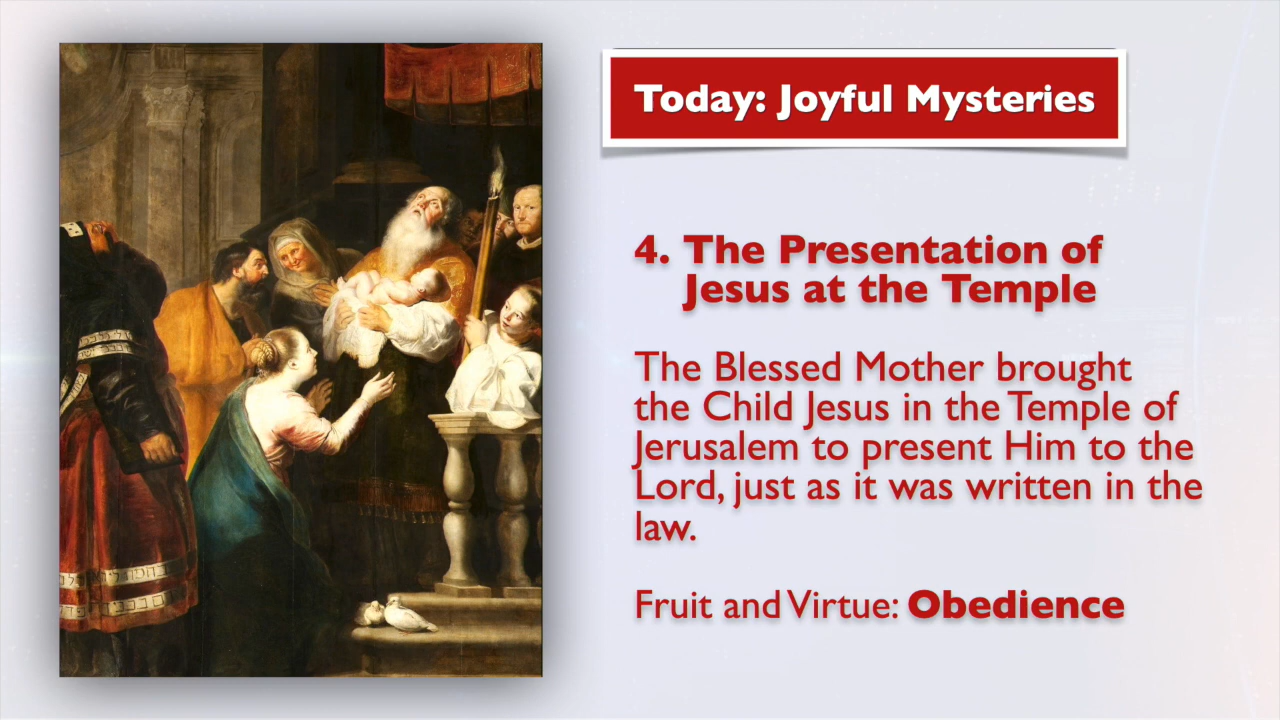 Today: Joyful Mysteries
4. The Presentation of
Jesus at the Temple
The Blessed Mother brought
the Child Jesus in the Temple of
Jerusalem to present Him to the
Lord, just as it was written in the
law.
Fruit and Virtue: Obedience